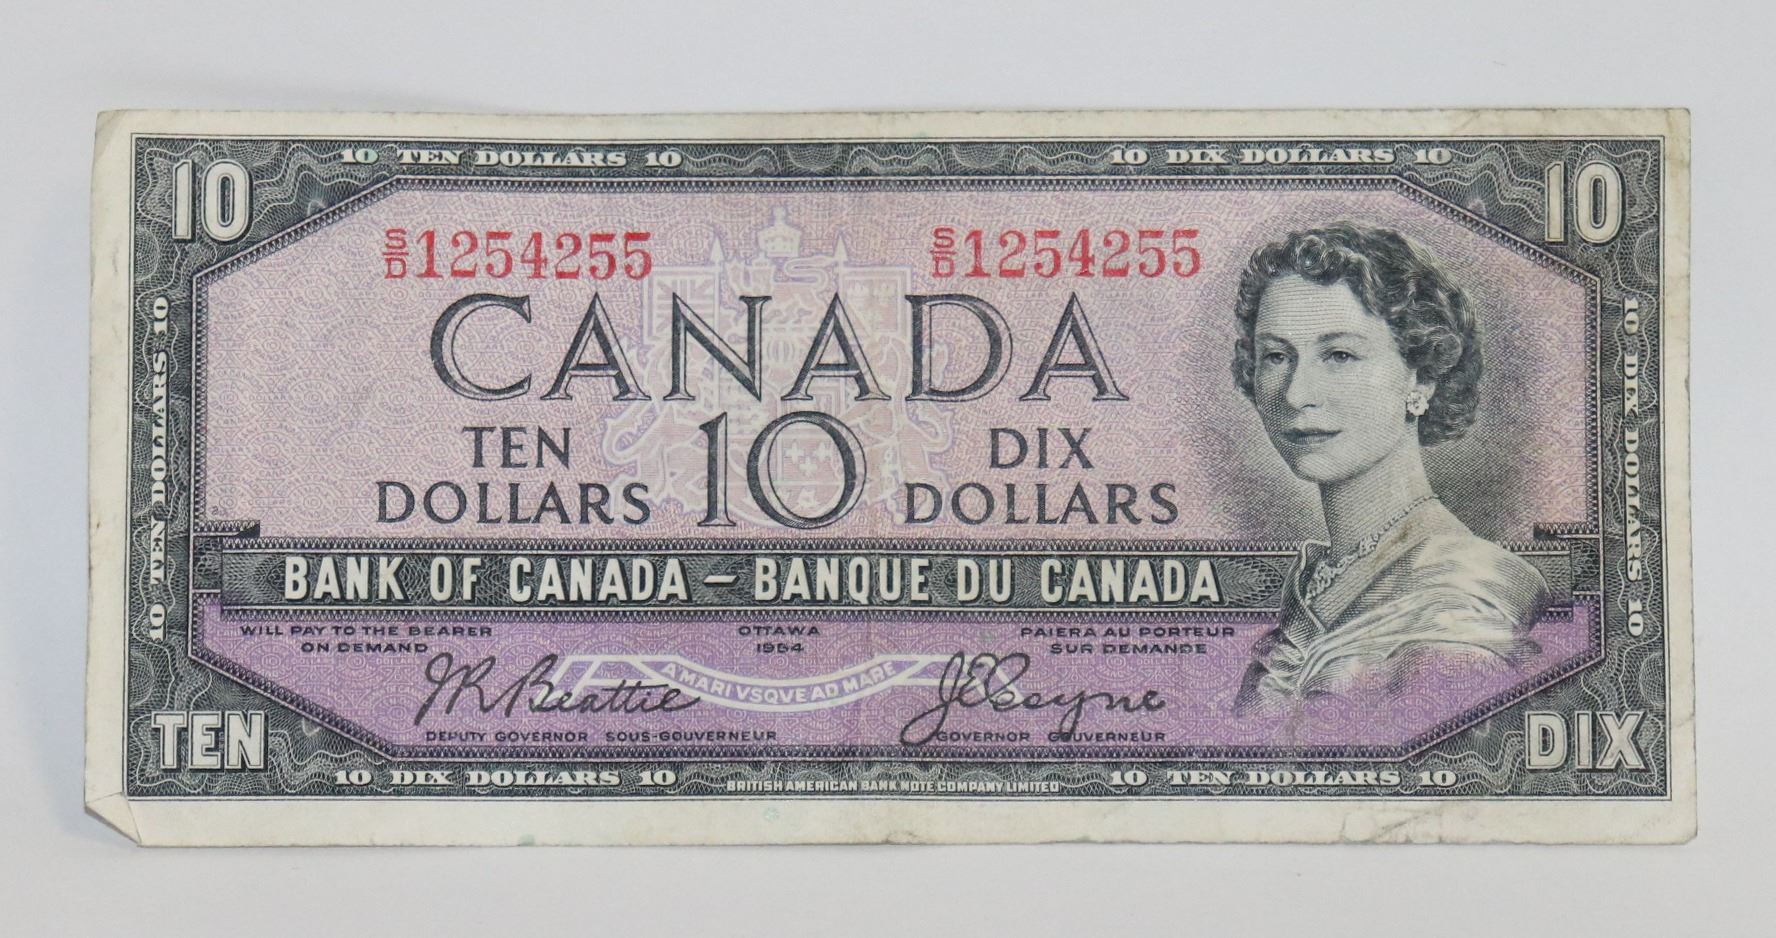 10 TEN DOLLARS 10
10 DIX DOLLARS 10
10
10
S/D 1254255
S/D 1254255
CANADA
TEN DOLLARS
10
DIX DOLLARS
10 TEN DOLLARS 10
10 DIX DOLLARS 10
BANK OF CANADA – BANQUE DU CANADA
WILL PAY TO THE BEARER
ON DEMAND
OTTAWA
1954
PAIERA AU PORTEUR
SUR DEMANDE
A MARI VSQVE AD MARE
J R Beattie
J E Coyne
DEPUTY GOVERNOR SOUS-GOUVERNEUR
GOVERNOR GOUVERNEUR
TEN
DIX
10 DIX DOLLARS 10
BRITISH AMERICAN BANK NOTE COMPANY LIMITED
10 TEN DOLLARS 10